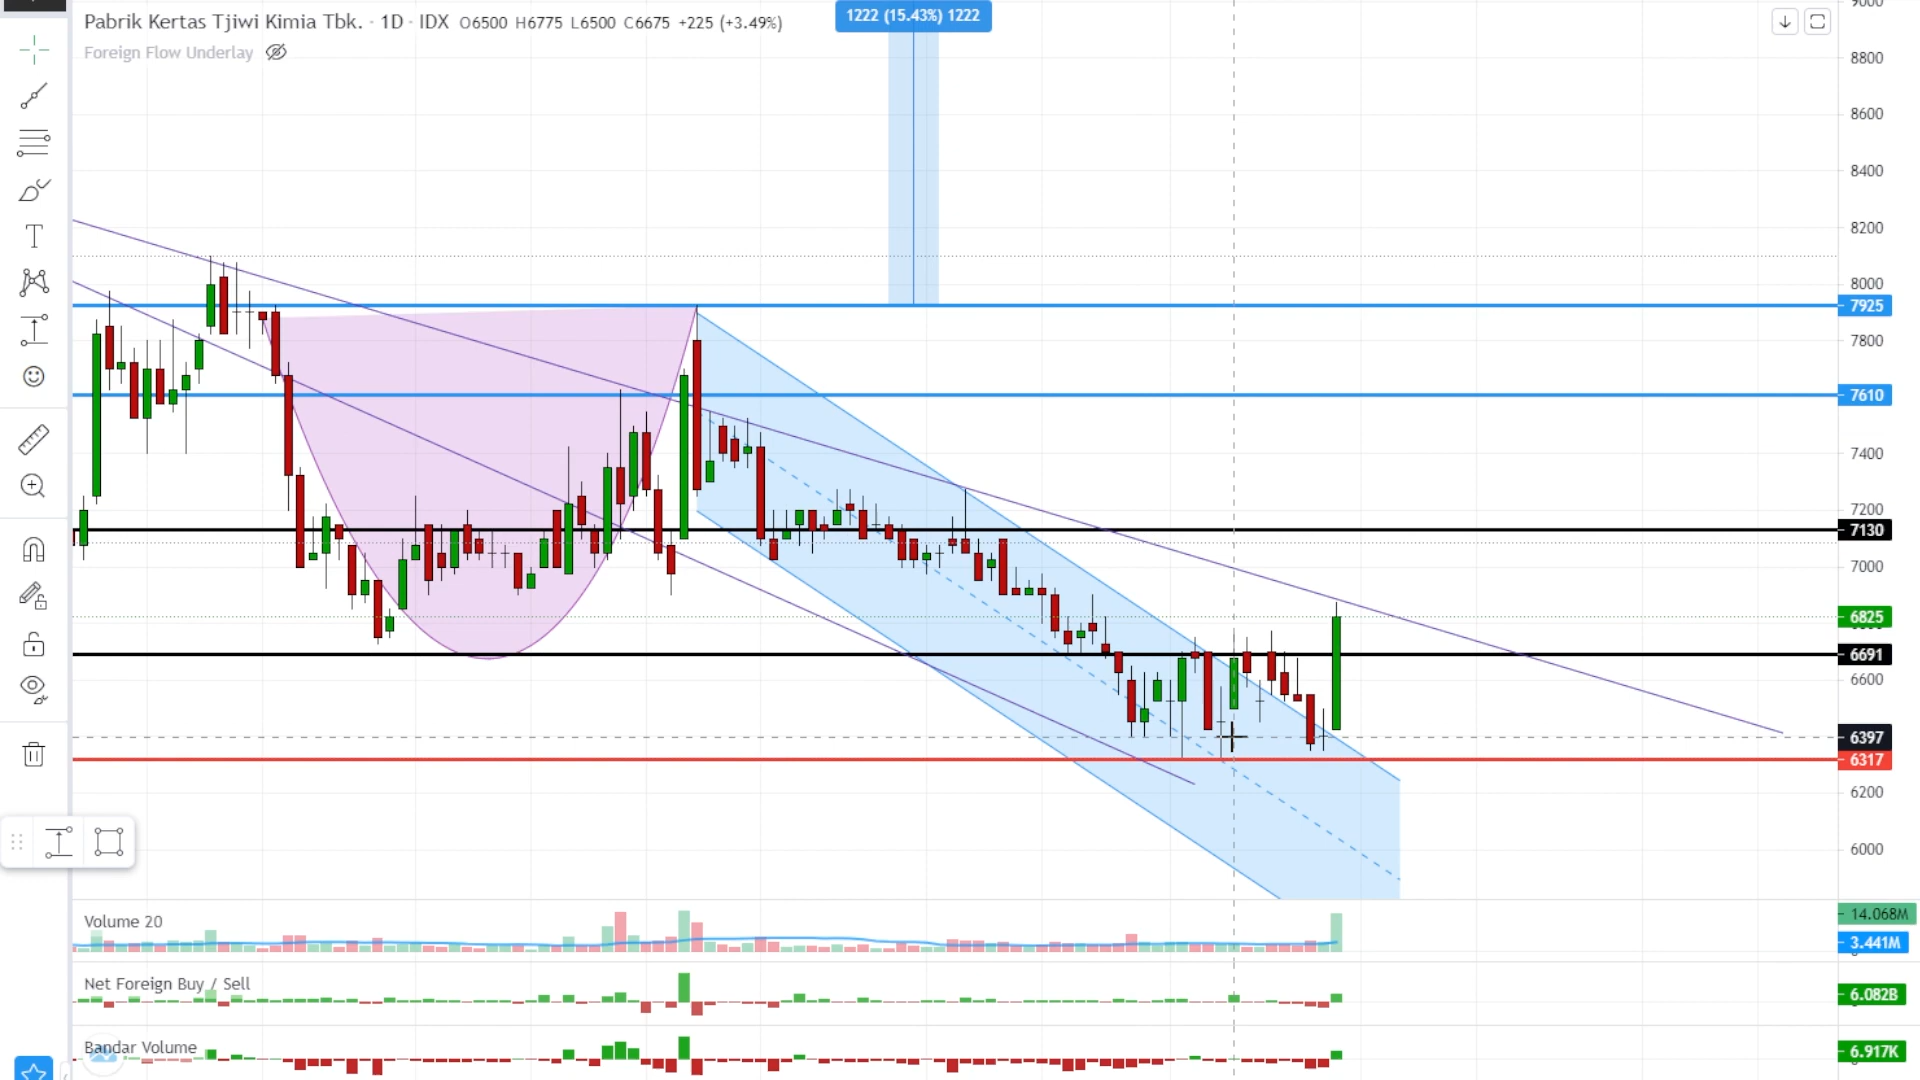 Pabrik Kertas Tjiwi Kimia Tbk. · 1D · IDX O6500 H6775 L6500 C6675 +225 (+3.49%)
Foreign Flow Underlay
1222 (15.43%) 1222
9000
8800
8600
8400
8200
8000
7925
7800
7610
7400
7200
7130
7000
6825
6691
6600
6397
6317
6200
6000
Volume 20
14.068M
3.441M
Net Foreign Buy / Sell
6.082B
Bandar Volume
6.917K